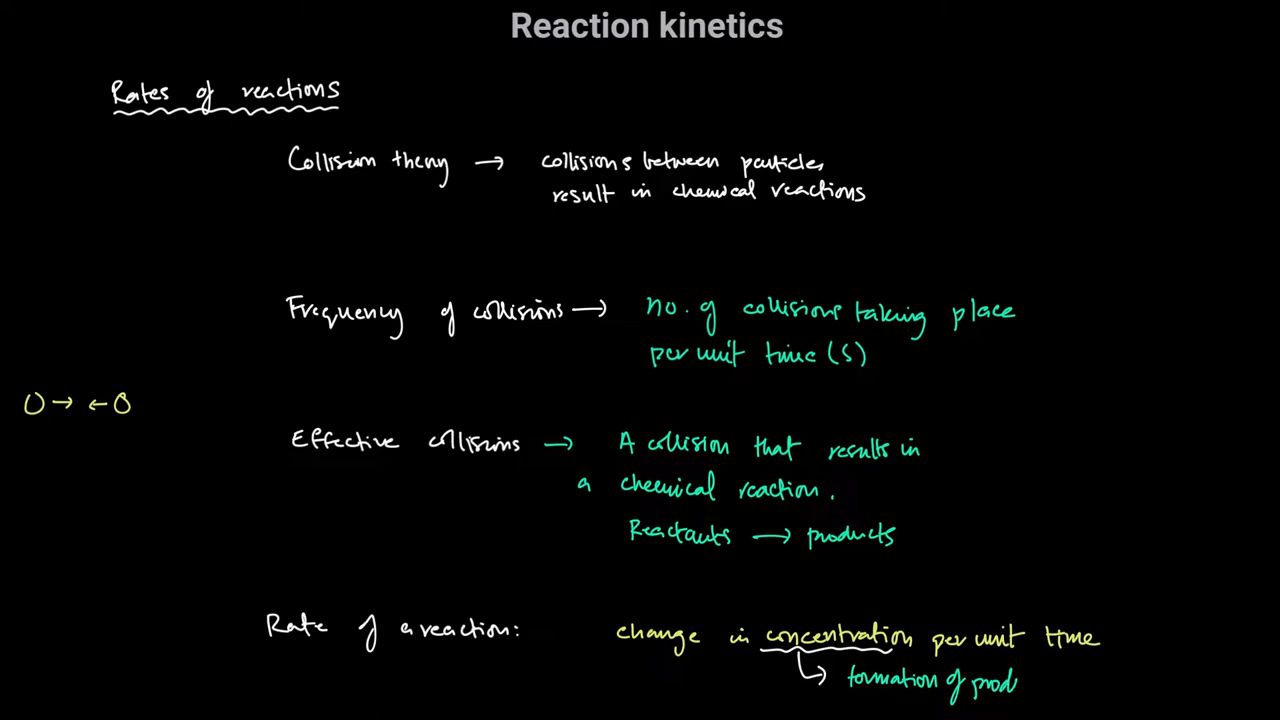 Reaction kinetics
Rates of reactions
Collision theory → collisions between particles
result in chemical reactions
Frequency of collisions → no. of collisions taking place
per unit time (s)
O → ← O
Effective collisions → A collision that results in
a chemical reaction.
Reactants → products
Rate of a reaction: change in concentration per unit time
formation of prod